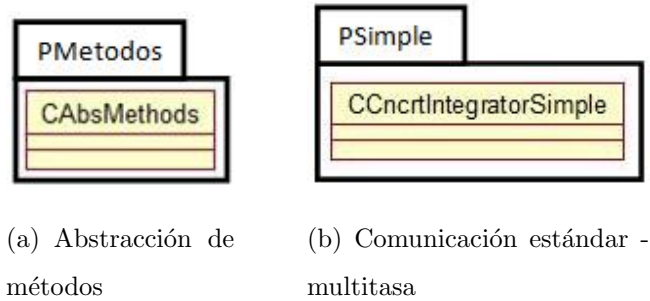 PMetodos
CAbsMethods
PSimple
CCncrtIntegratorSimple
(a) Abstracción de
métodos
(b) Comunicación estándar -
multitasa